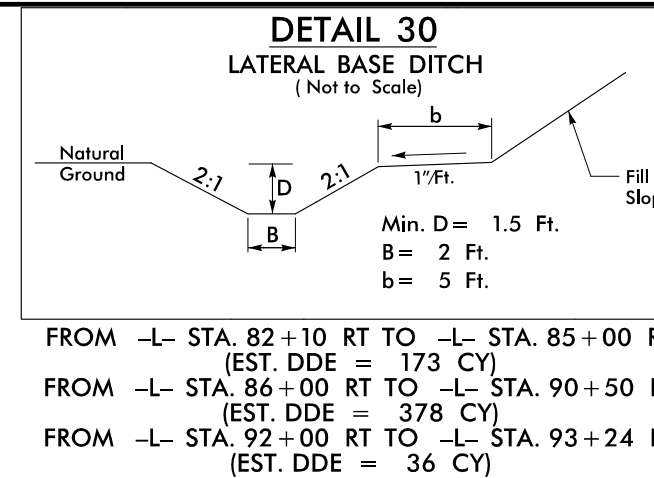 DETAIL 30
LATERAL BASE DITCH
( Not to Scale)
b
Natural
Ground
2:1
D
2:1
1"/Ft.
Fill
B
Min. D = 1.5 Ft.
B = 2 Ft.
b = 5 Ft.
FROM -L- STA. 82+10 RT TO -L- STA. 85+00
(EST. DDE = 173 CY)
FROM -L- STA. 86+00 RT TO -L- STA. 90+50
(EST. DDE = 378 CY)
FROM -L- STA. 92+00 RT TO -L- STA. 93+24
(EST. DDE = 36 CY)